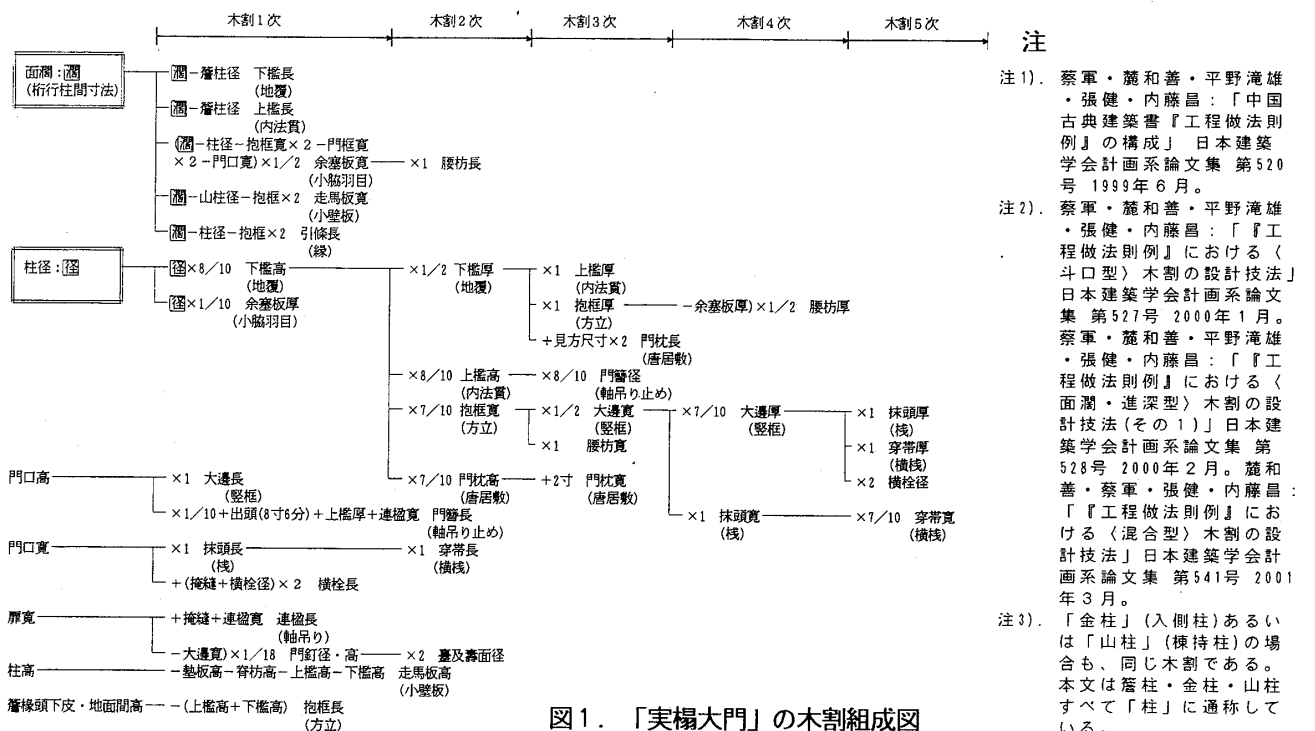 木割1次 木割2次 木割3次 木割4次 木割5次
面濶：濶
(桁行柱間寸法)
濶－簷柱径 下檻長
(地覆)
濶－簷柱径 上檻長
(内法貫)
(濶－柱径－抱框寛×2－門框寛
×2－門口寛)×1／2 余塞板寛 ×1 腰枋長
(小脇羽目)
濶－山柱径－抱框×2 走馬板寛
(小壁板)
濶－柱径－抱框×2 引條長
(縁)
柱径：径
径×8／10 下檻高 ×1／2 下檻厚 ×1 上檻厚
(地覆) (地覆) (内法貫)
径×1／10 余塞板厚 ×1 抱框厚 －余塞板厚)×1／2 腰枋厚
(小脇羽目) (方立)
＋見方尺寸×2 門枕長
(唐居敷)
×8／10 上檻高 ×8／10 門簪径
(内法貫) (軸吊り止め)
×7／10 抱框寛 ×1／2 大邊寛 ×7／10 大邊厚 ×1 抹頭厚
(方立) (竪框) (竪框) (桟)
×1 腰枋寛 ×1 穿帯厚
(横桟)
門口高 ×1 大邊長 ×7／10 門枕高 ＋2寸 門枕寛 ×2 横栓径
(竪框) (唐居敷) (唐居敷)
×1／10＋出頭(8寸6分)＋上檻厚＋連楹寛 門簪長 ×1 抹頭寛 ×7／10 穿帯寛
(軸吊り止め) (桟) (横桟)
門口寛 ×1 抹頭長 ×1 穿帯長
(桟) (横桟)
＋(掩縫＋横栓径)×2 横栓長
扉寛 ＋掩縫＋連楹寛 連楹長
(軸吊り)
－大邊寛)×1／18 門釘径・高 ×2 臺及壽面径
柱高 －墊板高－脊枋高－上檻高－下檻高 走馬板高
(小壁板)
簷椽頭下皮・地面間高 －(上檻高＋下檻高) 抱框長
(方立)
図1．「実榻大門」の木割組成図
注
注1)．蔡軍・麓和善・平野滝雄
・張健・内藤昌：「中国
古典建築書『工程做法則
例』の構成」 日本建築
学会計画系論文集 第520
号 1999年6月。
注2)．蔡軍・麓和善・平野滝雄
・張健・内藤昌：「『工
程做法則例』における〈
斗口型〉木割の設計技法」
日本建築学会計画系論文
集 第527号 2000年1月。
蔡軍・麓和善・平野滝雄
・張健・内藤昌：「『工
程做法則例』における〈
面濶・進深型〉木割の設
計技法(その1)」日本建
築学会計画系論文集 第
528号 2000年2月。麓和
善・蔡軍・張健・内藤昌：
「『工程做法則例』にお
ける〈混合型〉木割の設
計技法」日本建築学会計
画系論文集 第541号 2001
年3月。
注3)．「金柱」(入側柱)あるい
は「山柱」(棟持柱)の場
合も、同じ木割である。
本文は簷柱・金柱・山柱
すべて「柱」に通称して
いる。